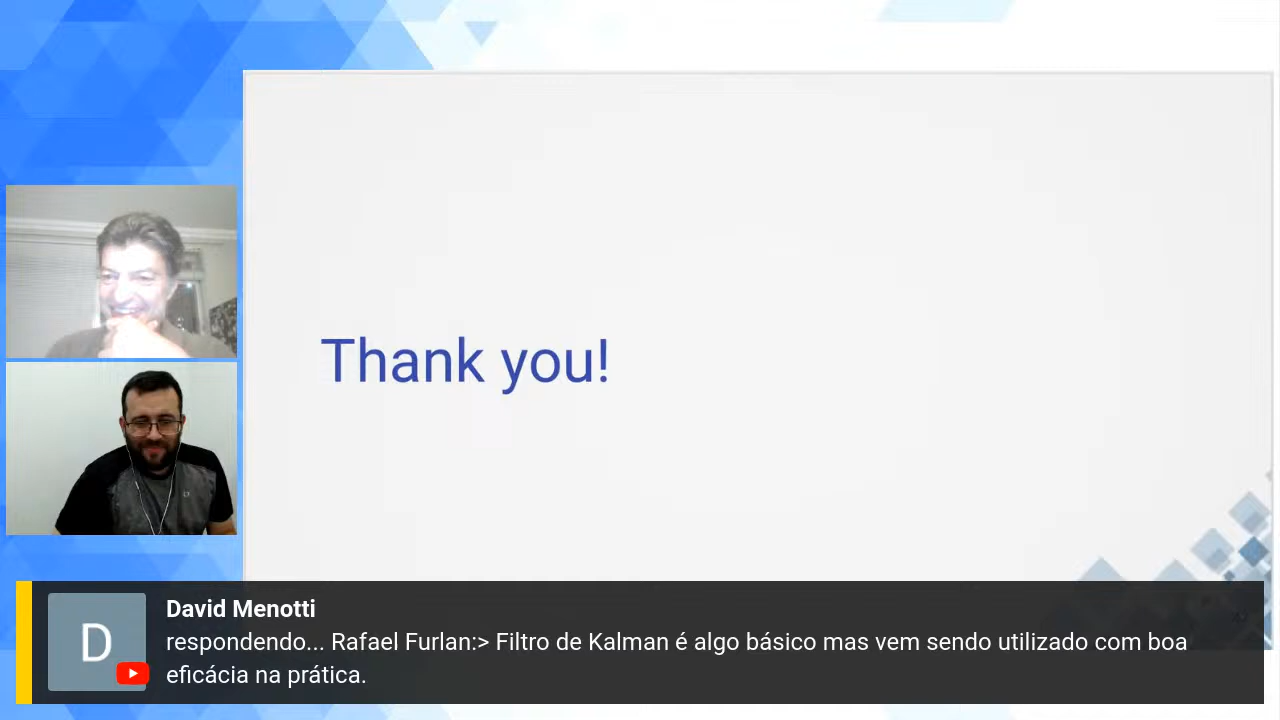 Thank you!
D
David Menotti
respondendo... Rafael Furlan:> Filtro de Kalman é algo básico mas vem sendo utilizado com boa
eficácia na prática.